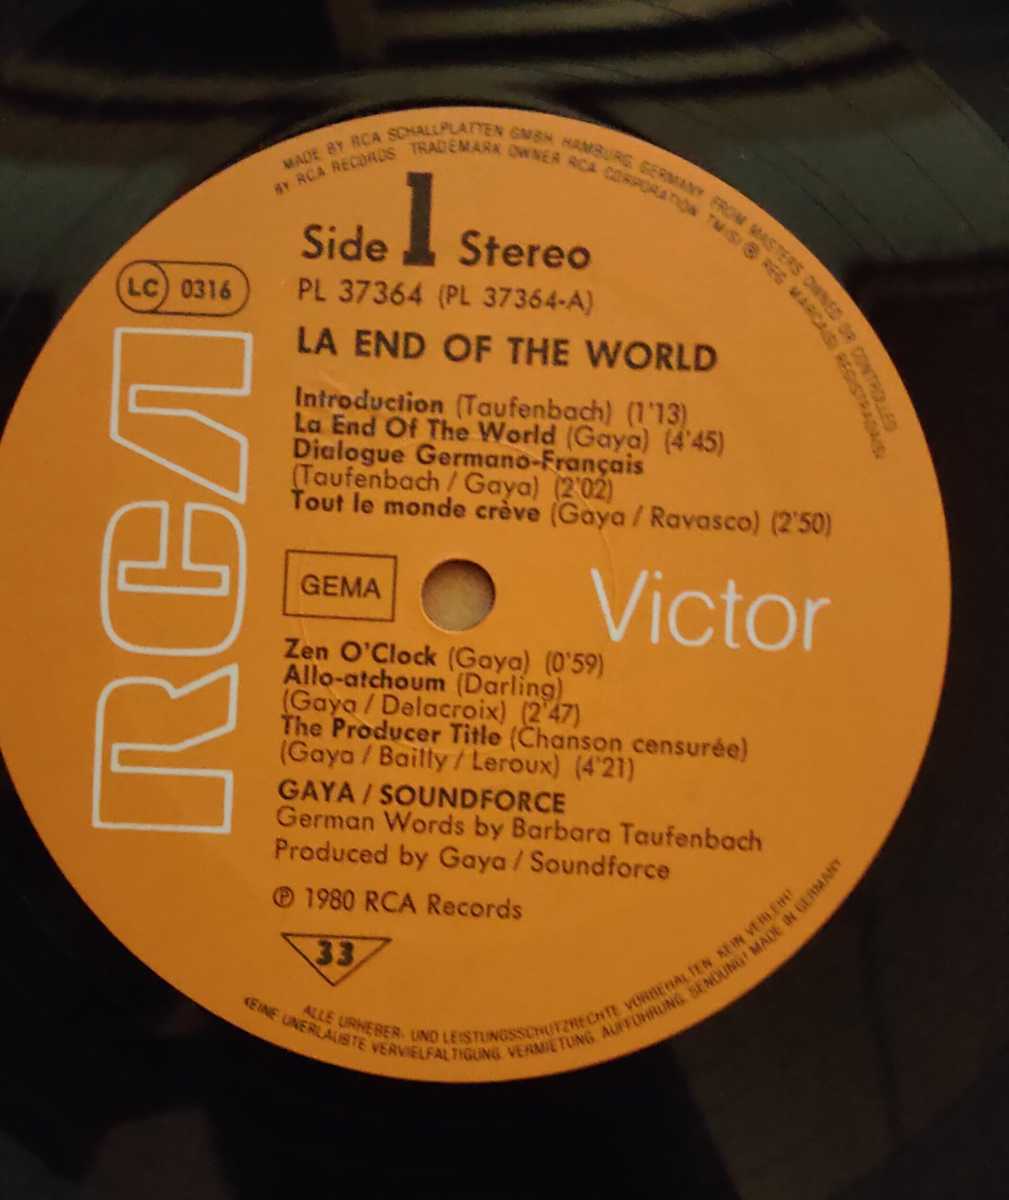 MADE BY RCA SCHALLPLATTEN GMBH, HAMBURG, GERMANY, FROM MASTERS OWNED OR CONTROLLED
BY RCA RECORDS TRADEMARK OWNER RCA CORPORATION TM(S) ® REG MARCA(S) REGISTRADA(S)
Side 1 Stereo
LC 0316
PL 37364 (PL 37364-A)
LA END OF THE WORLD
Introduction (Taufenbach) (1'13)
La End Of The World (Gaya) (4'45)
Dialogue Germano-Français
(Taufenbach / Gaya) (2'02)
Tout le monde crève (Gaya / Ravasco) (2'50)
RCA
GEMA
Victor
Zen O'Clock (Gaya) (0'59)
Allo-atchoum (Darling)
(Gaya / Delacroix) (2'47)
The Producer Title (Chanson censurée)
(Gaya / Bailly / Leroux) (4'21)
GAYA / SOUNDFORCE
German Words by Barbara Taufenbach
Produced by Gaya / Soundforce
℗ 1980 RCA Records
33
ALLE URHEBER- UND LEISTUNGSSCHUTZRECHTE VORBEHALTEN. KEIN VERLEIH!
KEINE UNERLAUBTE VERVIELFÄLTIGUNG, VERMIETUNG, AUFFÜHRUNG, SENDUNG! MADE IN GERMANY